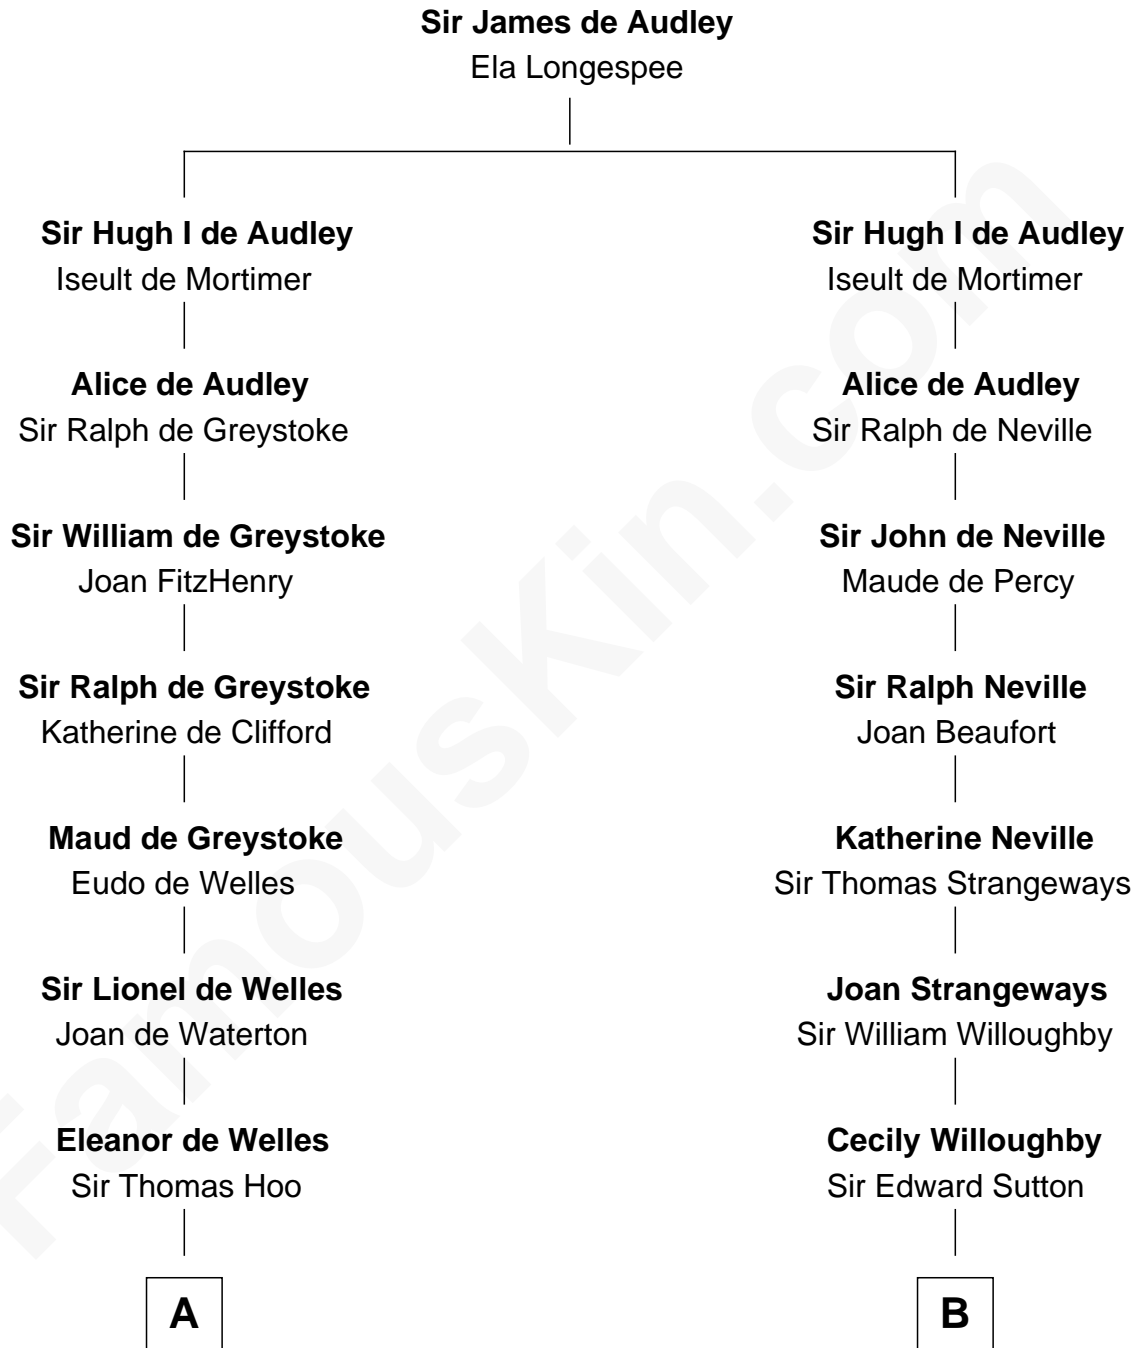 Sir James de Audley
Ela Longespee
Sir Hugh I de Audley
Iseult de Mortimer
Sir Hugh I de Audley
Iseult de Mortimer
Alice de Audley
Sir Ralph de Greystoke
Alice de Audley
Sir Ralph de Neville
Sir William de Greystoke
Joan FitzHenry
Sir John de Neville
Maude de Percy
Sir Ralph de Greystoke
Katherine de Clifford
Sir Ralph Neville
Joan Beaufort
Maud de Greystoke
Eudo de Welles
Katherine Neville
Sir Thomas Strangeways
Sir Lionel de Welles
Joan de Waterton
Joan Strangeways
Sir William Willoughby
Eleanor de Welles
Sir Thomas Hoo
Cecily Willoughby
Sir Edward Sutton
A
B
FamousKin.com